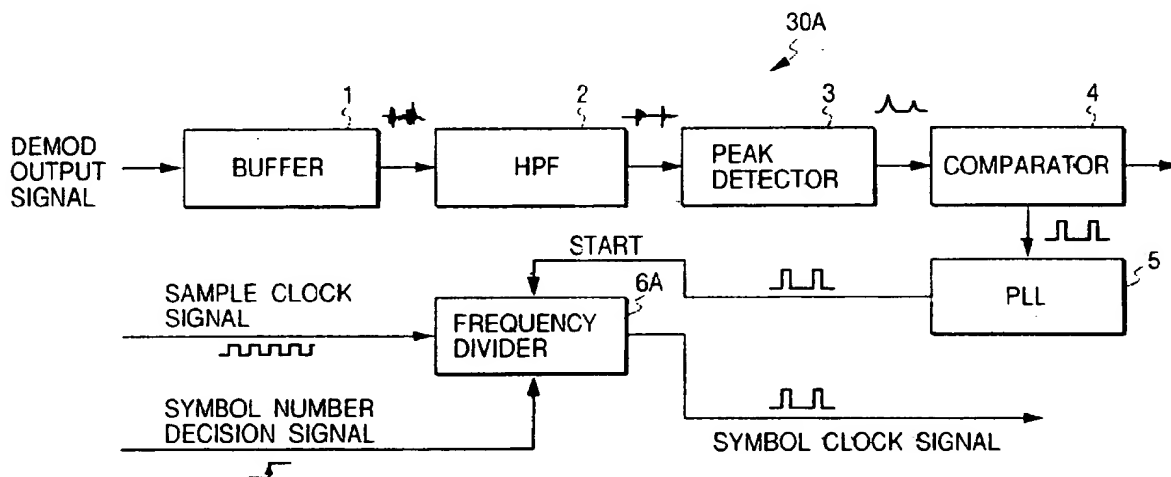 30A
1
2
3
4
DEMOD
OUTPUT
SIGNAL
BUFFER
HPF
PEAK
DETECTOR
COMPARATOR
START
6A
5
SAMPLE CLOCK
SIGNAL
FREQUENCY
DIVIDER
PLL
SYMBOL NUMBER
DECISION SIGNAL
SYMBOL CLOCK SIGNAL